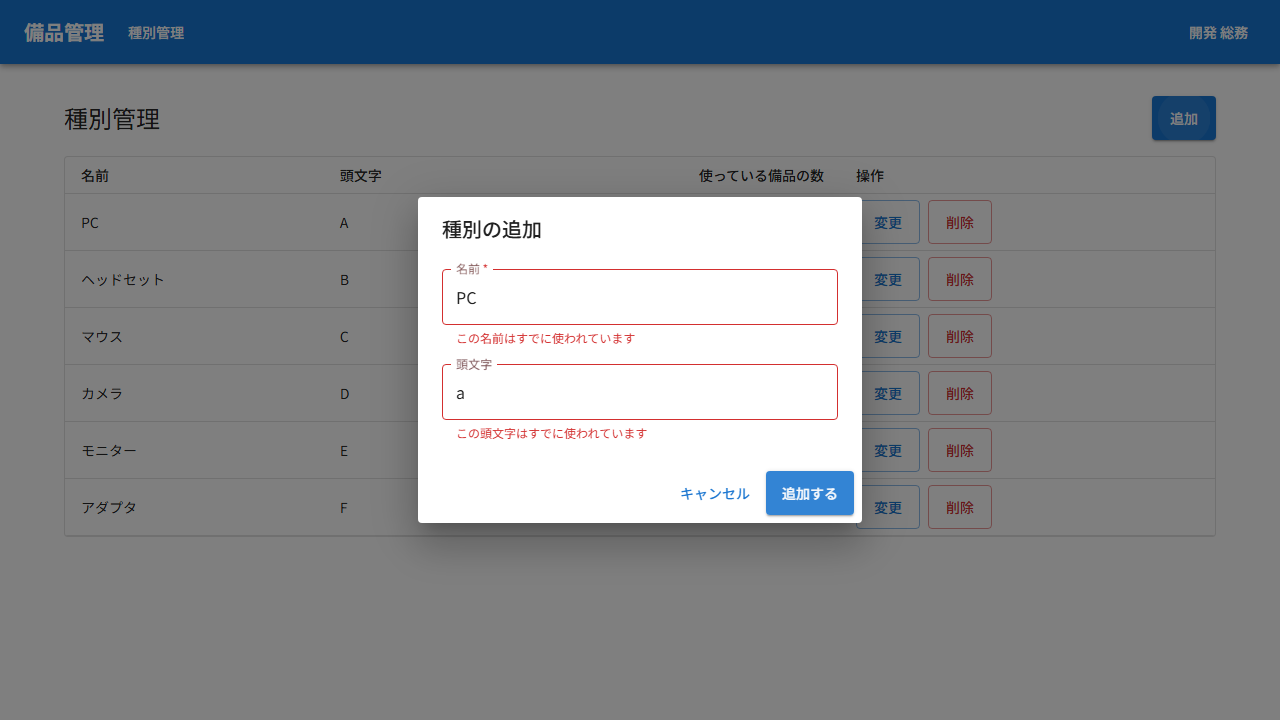 備品管理 種別管理 開発 総務
種別管理 追加
名前 頭文字 使っている備品の数 操作
PC A 変更 削除
ヘッドセット B 変更 削除
マウス C 変更 削除
カメラ D 変更 削除
モニター E 変更 削除
アダプタ F 変更 削除
種別の追加
名前 *
PC
この名前はすでに使われています
頭文字
a
この頭文字はすでに使われています
キャンセル 追加する